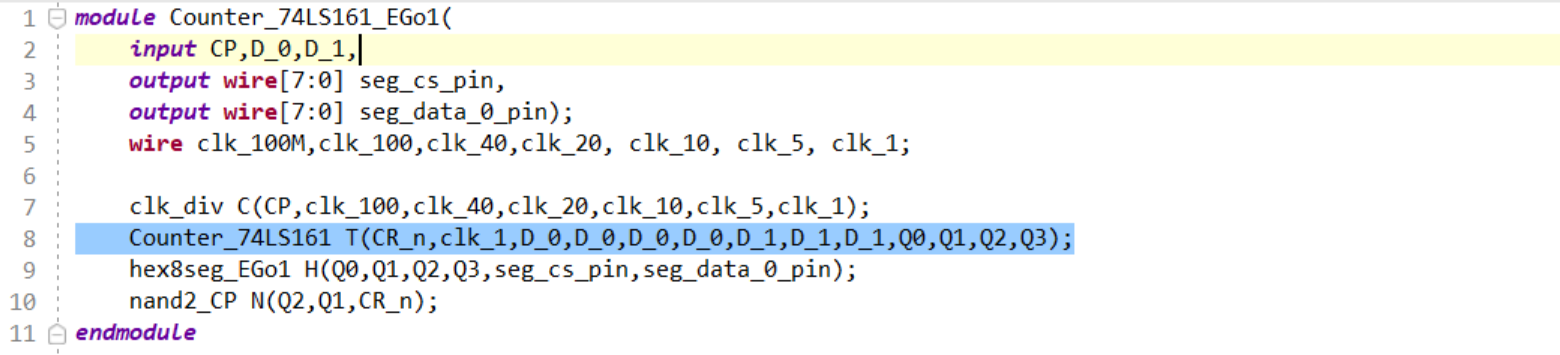 1 module Counter_74LS161_EGo1(
2 input CP,D_0,D_1,
3 output wire[7:0] seg_cs_pin,
4 output wire[7:0] seg_data_0_pin);
5 wire clk_100M,clk_100,clk_40,clk_20, clk_10, clk_5, clk_1;
6
7 clk_div C(CP,clk_100,clk_40,clk_20,clk_10,clk_5,clk_1);
8 Counter_74LS161 T(CR_n,clk_1,D_0,D_0,D_0,D_0,D_1,D_1,D_1,Q0,Q1,Q2,Q3);
9 hex8seg_EGo1 H(Q0,Q1,Q2,Q3,seg_cs_pin,seg_data_0_pin);
10 nand2_CP N(Q2,Q1,CR_n);
11 endmodule